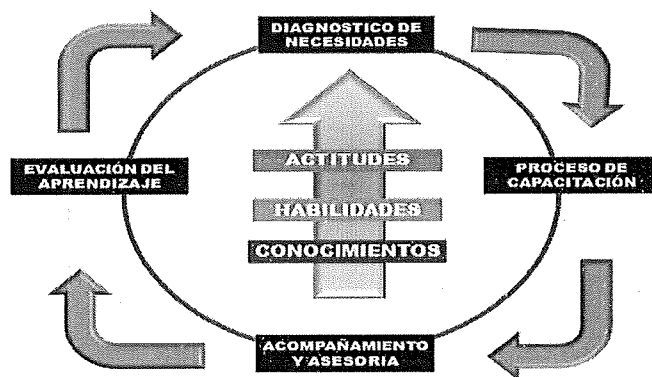 DIAGNOSTICO DE
NECESIDADES
ACTITUDES
EVALUACIÓN DEL
APRENDIZAJE
PROCESO DE
CAPACITACIÓN
HABILIDADES
CONOCIMIENTOS
ACOMPAÑAMIENTO
Y ASESORIA